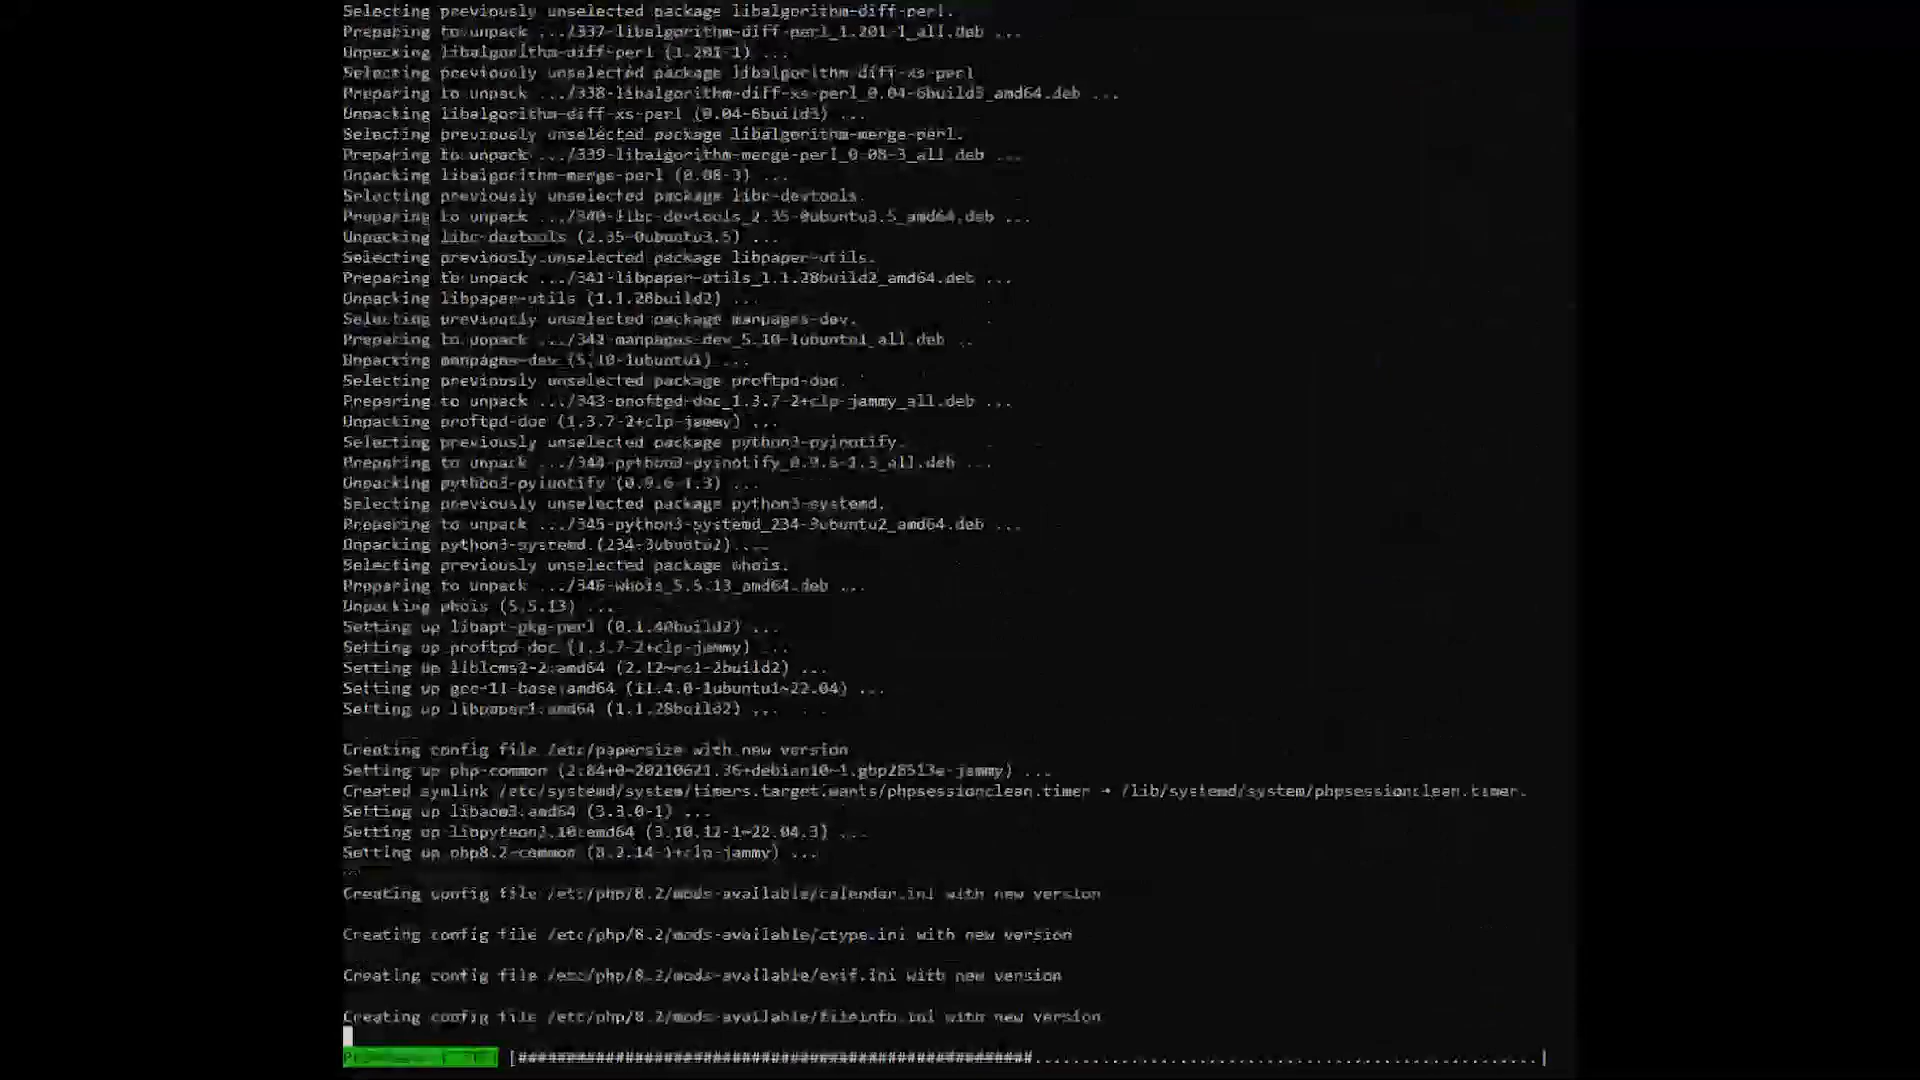 Selecting previously unselected package libalgorithm-diff-perl.
Preparing to unpack .../337-libalgorithm-diff-perl_1.201-1_all.deb ...
Unpacking libalgorithm-diff-perl (1.201-1) ...
Selecting previously unselected package libalgorithm-diff-xs-perl
Preparing to unpack .../338-libalgorithm-diff-xs-perl_0.04-6build3_amd64.deb ...
Unpacking libalgorithm-diff-xs-perl (0.04-6build3) ...
Selecting previously unselected package libalgorithm-merge-perl.
Preparing to unpack .../339-libalgorithm-merge-perl_0.08-3_all.deb ...
Unpacking libalgorithm-merge-perl (0.08-3) ...
Selecting previously unselected package libc-devtools.
Preparing to unpack .../340-libc-devtools_2.35-0ubuntu3.5_amd64.deb ...
Unpacking libc-devtools (2.35-0ubuntu3.5) ...
Selecting previously unselected package libpaper-utils.
Preparing to unpack .../341-libpaper-utils_1.1.28build2_amd64.deb ...
Unpacking libpaper-utils (1.1.28build2) ...
Selecting previously unselected package manpages-dev.
Preparing to unpack .../342-manpages-dev_5.10-1ubuntu1_all.deb ...
Unpacking manpages-dev (5.10-1ubuntu1) ...
Selecting previously unselected package proftpd-doc.
Preparing to unpack .../343-proftpd-doc_1.3.7-2+clp-jammy_all.deb ...
Unpacking proftpd-doc (1.3.7-2+clp-jammy) ...
Selecting previously unselected package python3-pyinotify.
Preparing to unpack .../344-python3-pyinotify_0.9.6-1.3_all.deb ...
Unpacking python3-pyinotify (0.9.6-1.3) ...
Selecting previously unselected package python3-systemd.
Preparing to unpack .../345-python3-systemd_234-3ubuntu2_amd64.deb ...
Unpacking python3-systemd (234-3ubuntu2) ...
Selecting previously unselected package whois.
Preparing to unpack .../346-whois_5.5.13_amd64.deb ...
Unpacking whois (5.5.13) ...
Setting up libapt-pkg-perl (0.1.40build2) ...
Setting up proftpd-doc (1.3.7-2+clp-jammy) ...
Setting up liblcms2-2:amd64 (2.12~rc1-2build2) ...
Setting up gcc-11-base:amd64 (11.4.0-1ubuntu1~22.04) ...
Setting up libpaper1:amd64 (1.1.28build2) ...
Creating config file /etc/papersize with new version
Setting up php-common (2:84+0~20210621.36+debian10~1.gbp28513e-jammy) ...
Created symlink /etc/systemd/system/timers.target.wants/phpsessionclean.timer → /lib/systemd/system/phpsessionclean.timer.
Setting up libaom3:amd64 (3.3.0-1) ...
Setting up libpython3.10:amd64 (3.10.12-1~22.04.3) ...
Setting up php8.2-common (8.2.14-1+clp-jammy) ...
Creating config file /etc/php/8.2/mods-available/calendar.ini with new version
Creating config file /etc/php/8.2/mods-available/ctype.ini with new version
Creating config file /etc/php/8.2/mods-available/exif.ini with new version
Creating config file /etc/php/8.2/mods-available/fileinfo.ini with new version